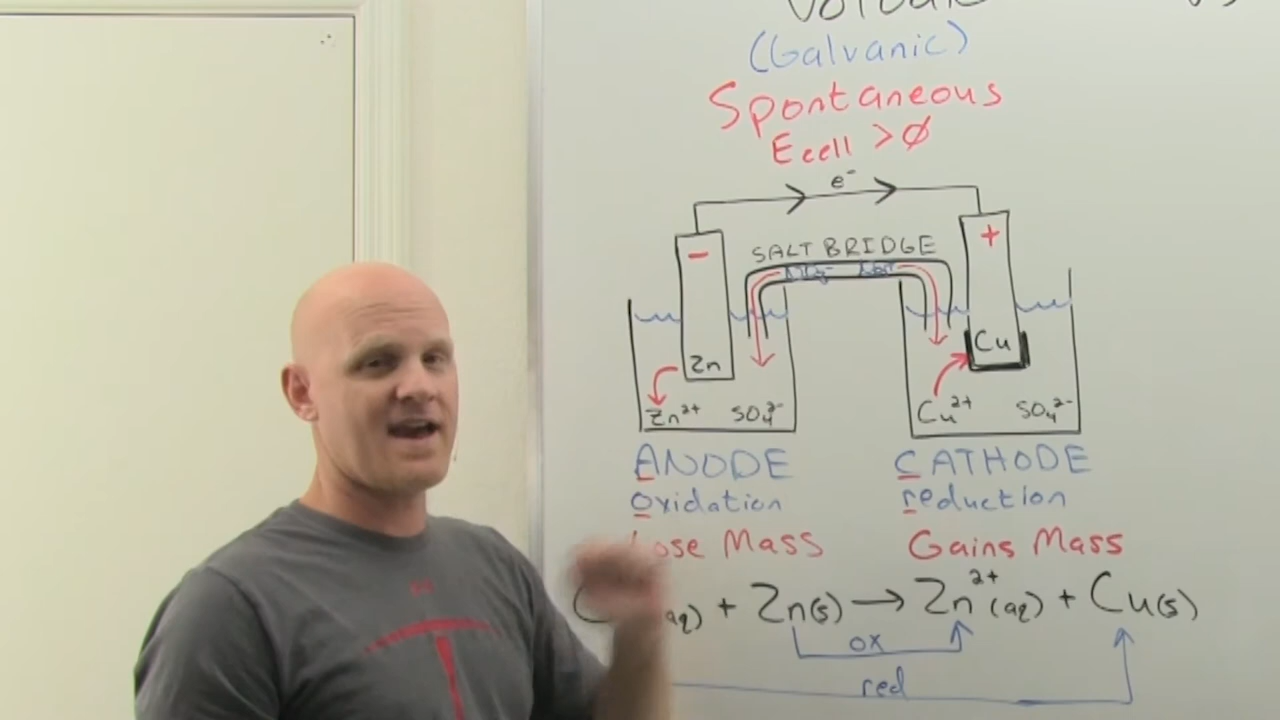 (Galvanic)
Spontaneous
Ecell > Ø
e⁻
SALT BRIDGE
− +
Zn Cu
Zn²⁺ SO₄²⁻ Cu²⁺ SO₄²⁻
ANODE CATHODE
oxidation reduction
Lose Mass Gains Mass
+ Zn(s) → Zn²⁺(aq) + Cu(s)
ox
red